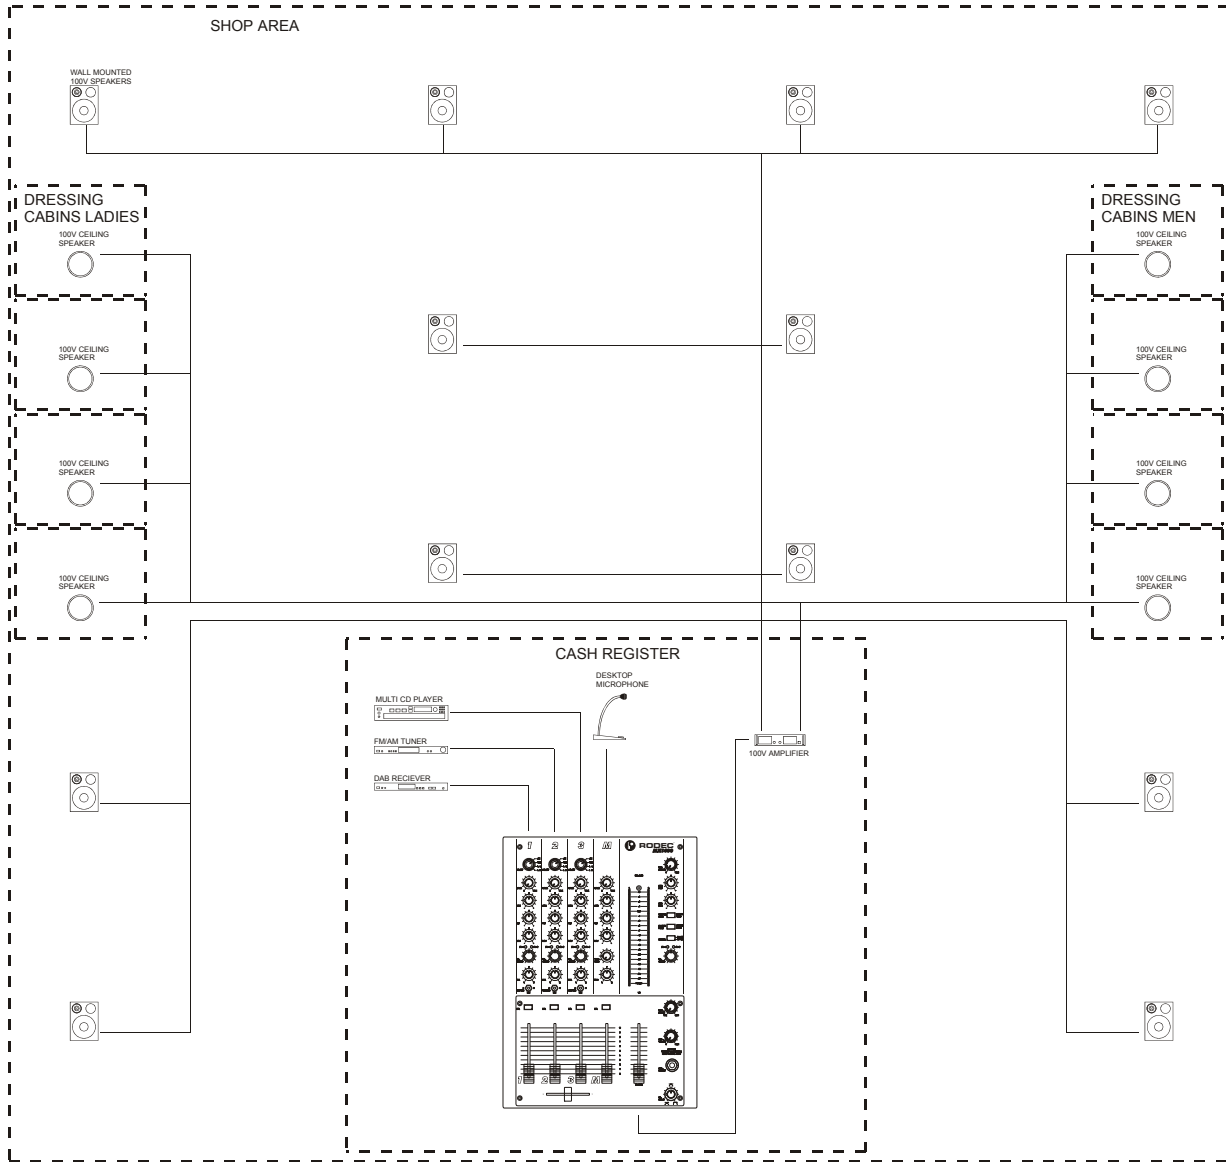 SHOP AREA
WALL MOUNTED
100V SPEAKERS
DRESSING
CABINS LADIES
100V CEILING
SPEAKER
100V CEILING
SPEAKER
100V CEILING
SPEAKER
100V CEILING
SPEAKER
DRESSING
CABINS MEN
100V CEILING
SPEAKER
100V CEILING
SPEAKER
100V CEILING
SPEAKER
100V CEILING
SPEAKER
CASH REGISTER
DESKTOP
MICROPHONE
MULTI CD PLAYER
FM/AM TUNER
DAB RECIEVER
100V AMPLIFIER
1 2 3 M RODEC
1 2 3 M